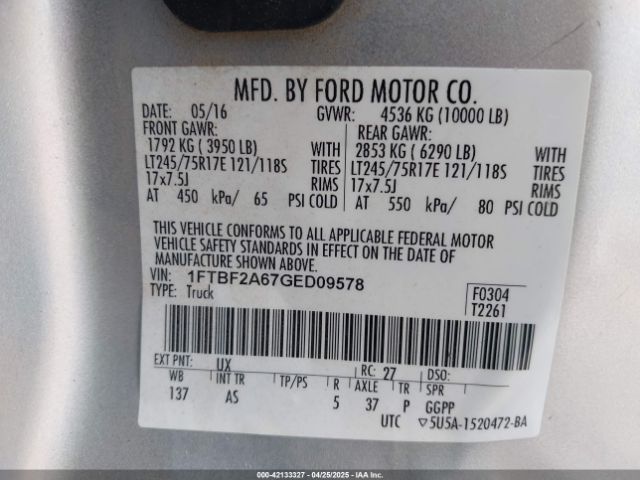 MFD. BY FORD MOTOR CO.
DATE: 05/16 GVWR: 4536 KG (10000 LB)
FRONT GAWR: REAR GAWR:
1792 KG ( 3950 LB) WITH 2853 KG ( 6290 LB) WITH
LT245/75R17E 121/118S TIRES LT245/75R17E 121/118S TIRES
17x7.5J RIMS 17x7.5J RIMS
AT 450 kPa/ 65 PSI COLD AT 550 kPa/ 80 PSI COLD
THIS VEHICLE CONFORMS TO ALL APPLICABLE FEDERAL MOTOR
VEHICLE SAFETY STANDARDS IN EFFECT ON THE DATE OF
MANUFACTURE SHOWN ABOVE.
VIN: 1FTBF2A67GED09578 F0304
TYPE: Truck T2261
EXT PNT: UX RC: 27 DSO:
WB INT TR TP/PS R AXLE TR SPR
137 AS 5 37 P GGPP
UTC ▽5U5A-1520472-BA
000-42133327 - 04/25/2025 - IAA Inc.